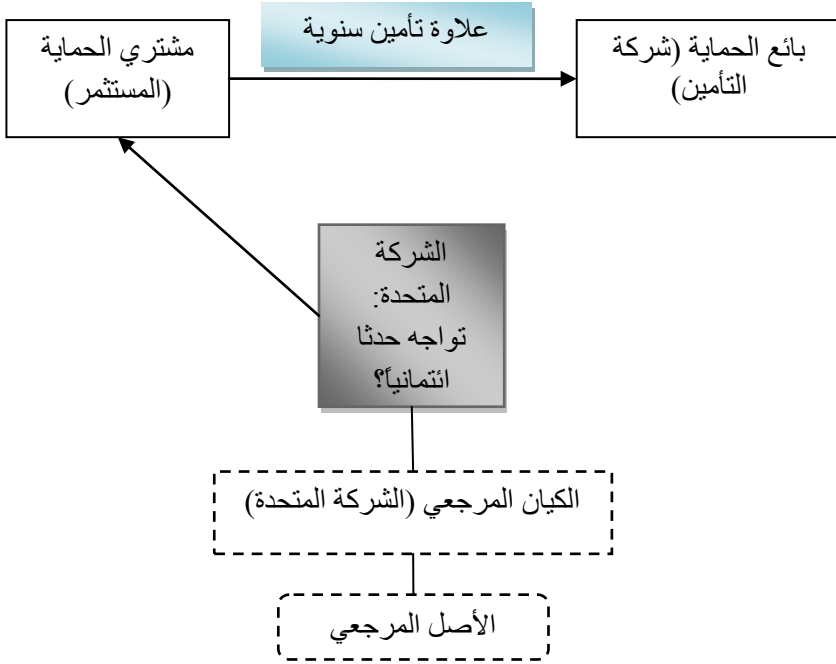 مشتري الحماية
(المستثمر)
علاوة تأمين سنوية
بائع الحماية (شركة
التأمين)
الشركة
المتحدة:
تواجه حدثا
ائتمانياً؟
الكيان المرجعي (الشركة المتحدة)
الأصل المرجعي